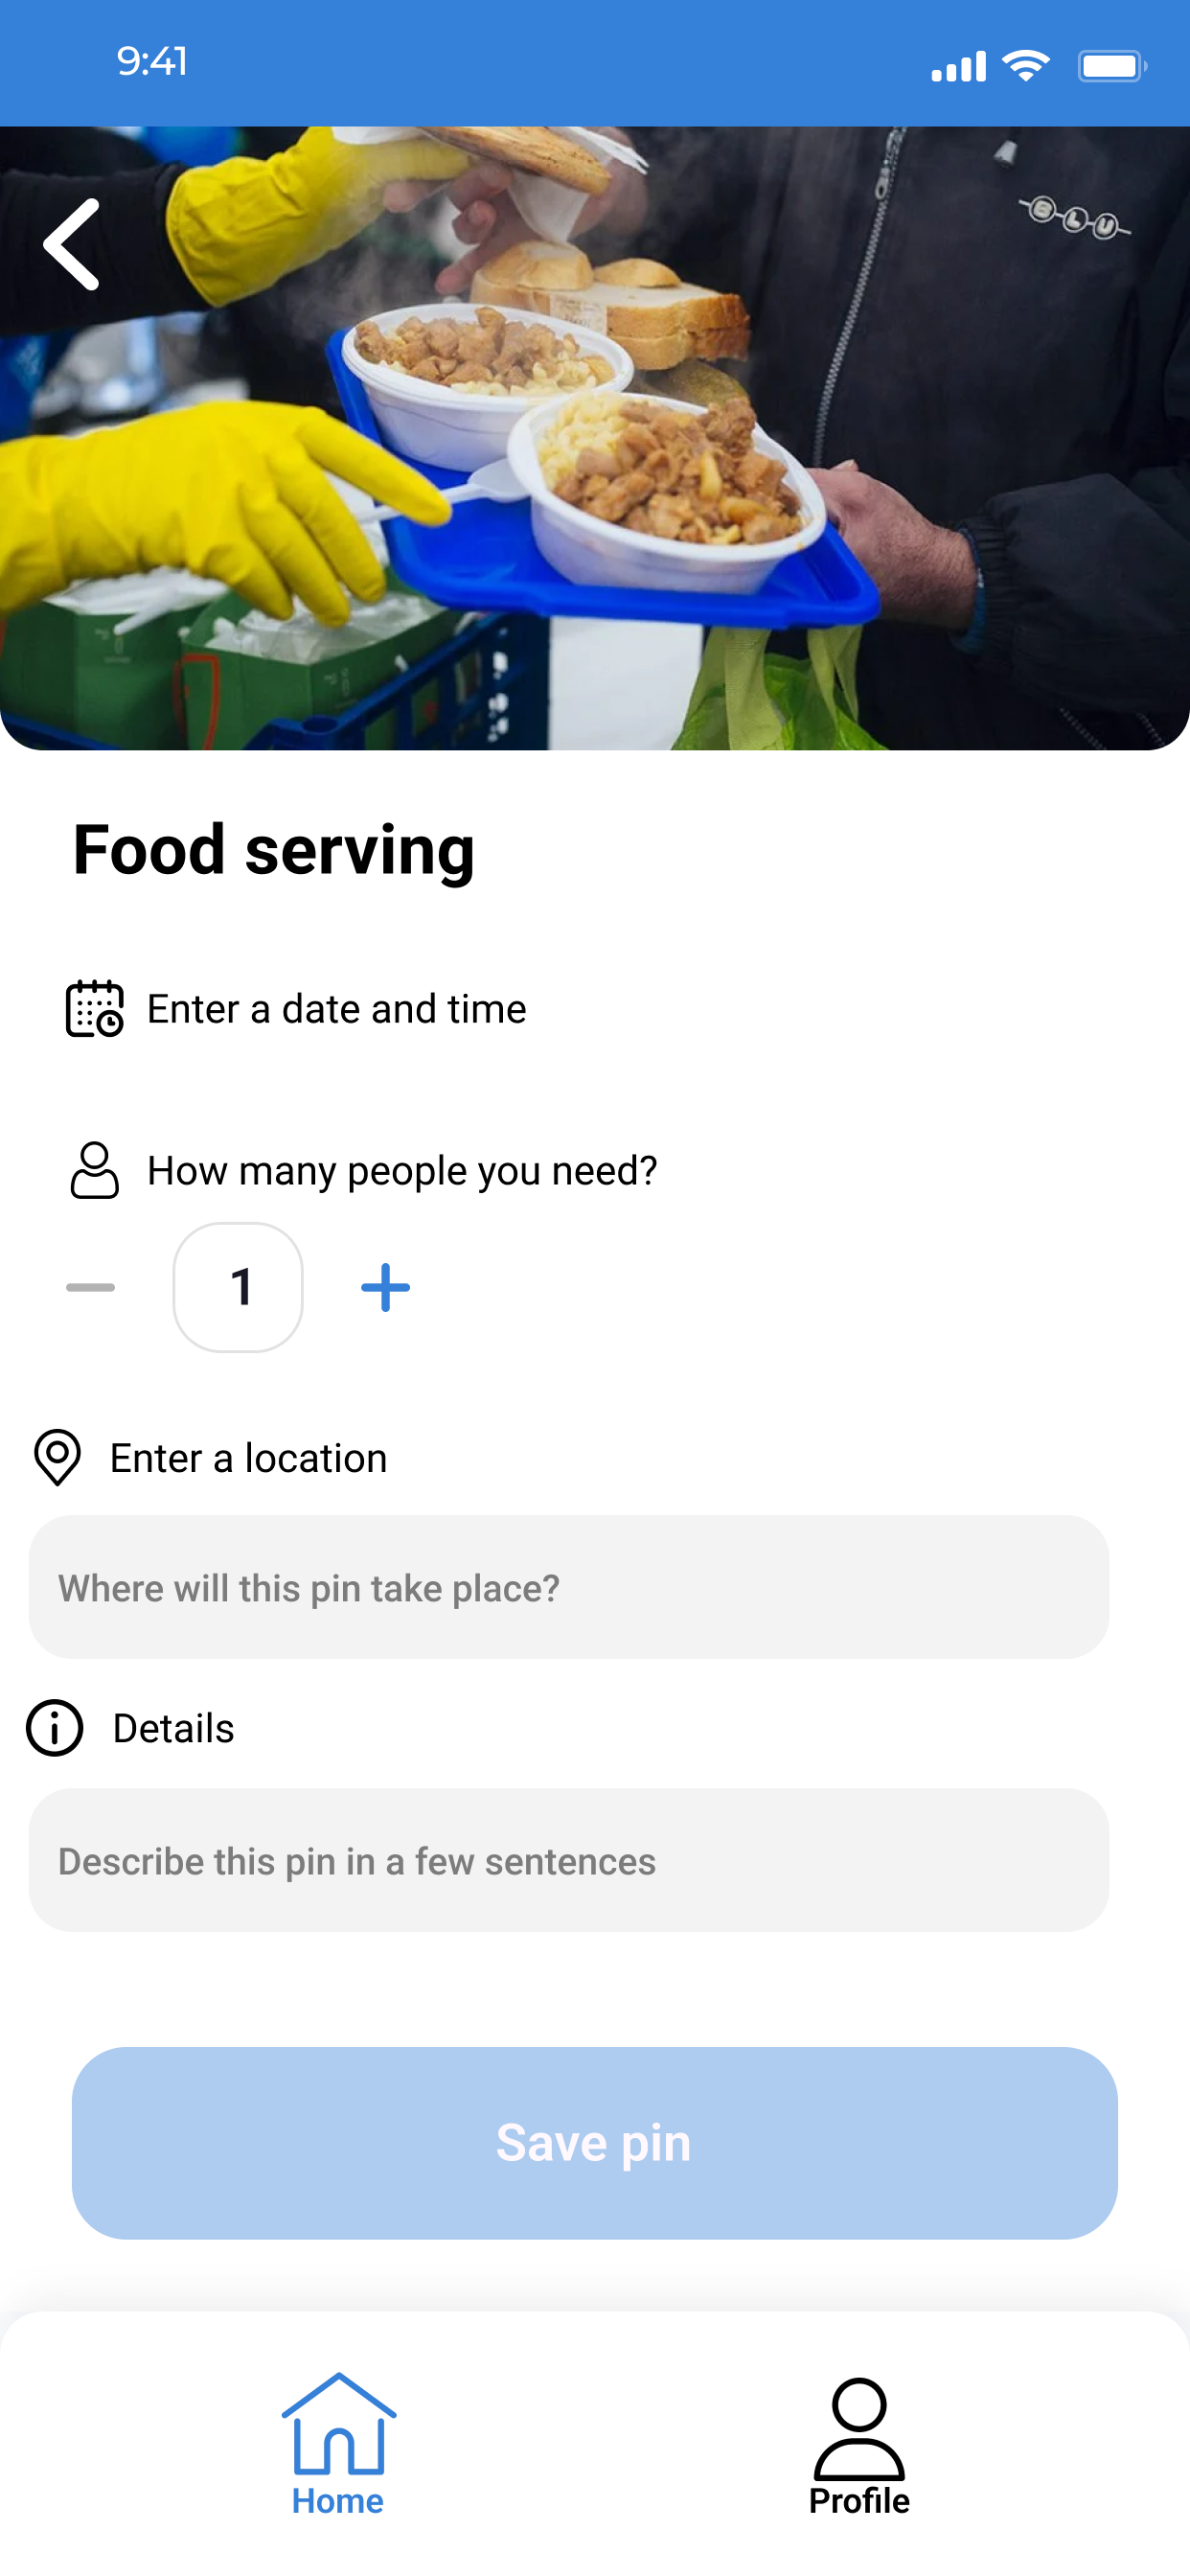 9:41
BLU
Food serving
Enter a date and time
How many people you need?
1
Enter a location
Where will this pin take place?
Details
Describe this pin in a few sentences
Save pin
Home
Profile